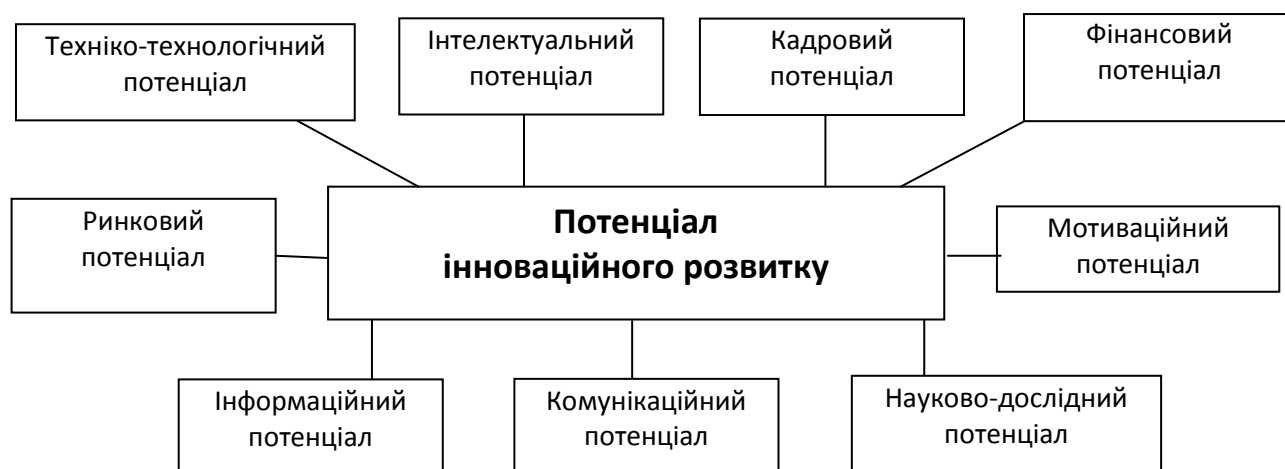 Техніко-технологічний
потенціал
Інтелектуальний
потенціал
Кадровий
потенціал
Фінансовий
потенціал
Ринковий
потенціал
Потенціал
інноваційного розвитку
Мотиваційний
потенціал
Інформаційний
потенціал
Комунікаційний
потенціал
Науково-дослідний
потенціал